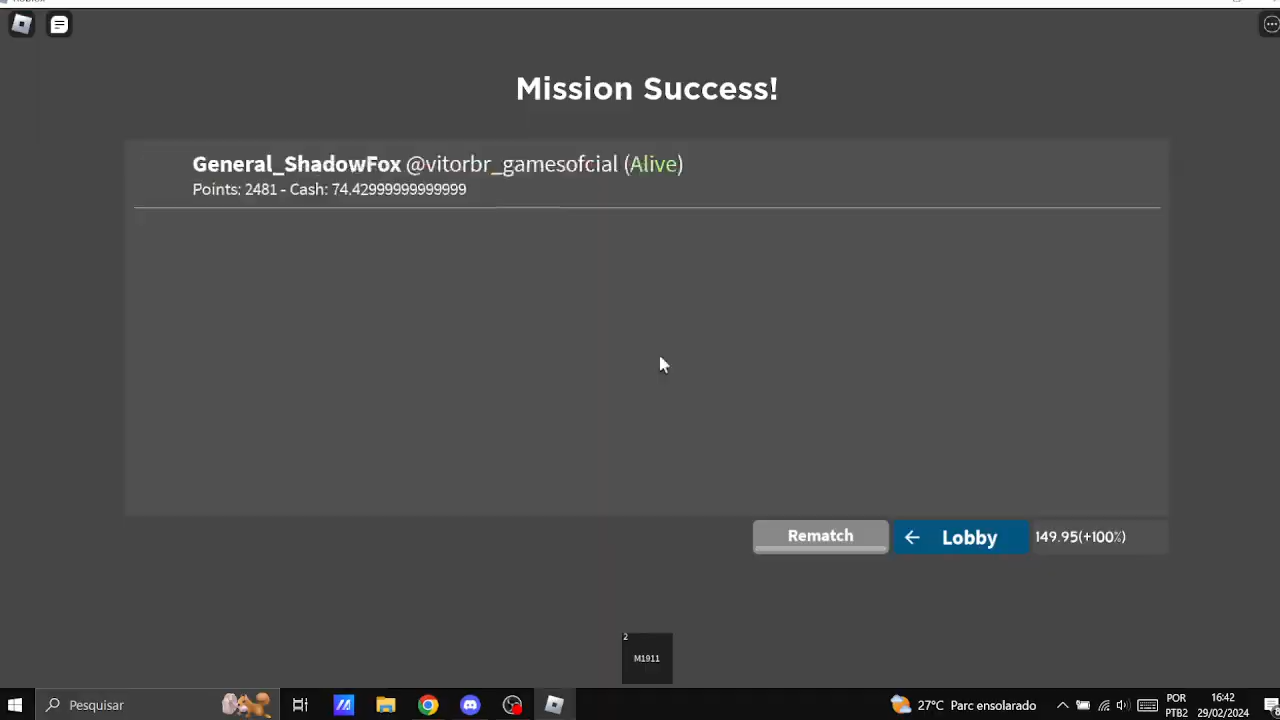 Mission Success!
General_ShadowFox @vitorbr_gamesofcial (Alive)
Points: 2481 - Cash: 74.42999999999999
Rematch
← Lobby
149.95(+100%)
2
M1911
Pesquisar
27°C Parc ensolarado
POR
PTB2
16:42
29/02/2024